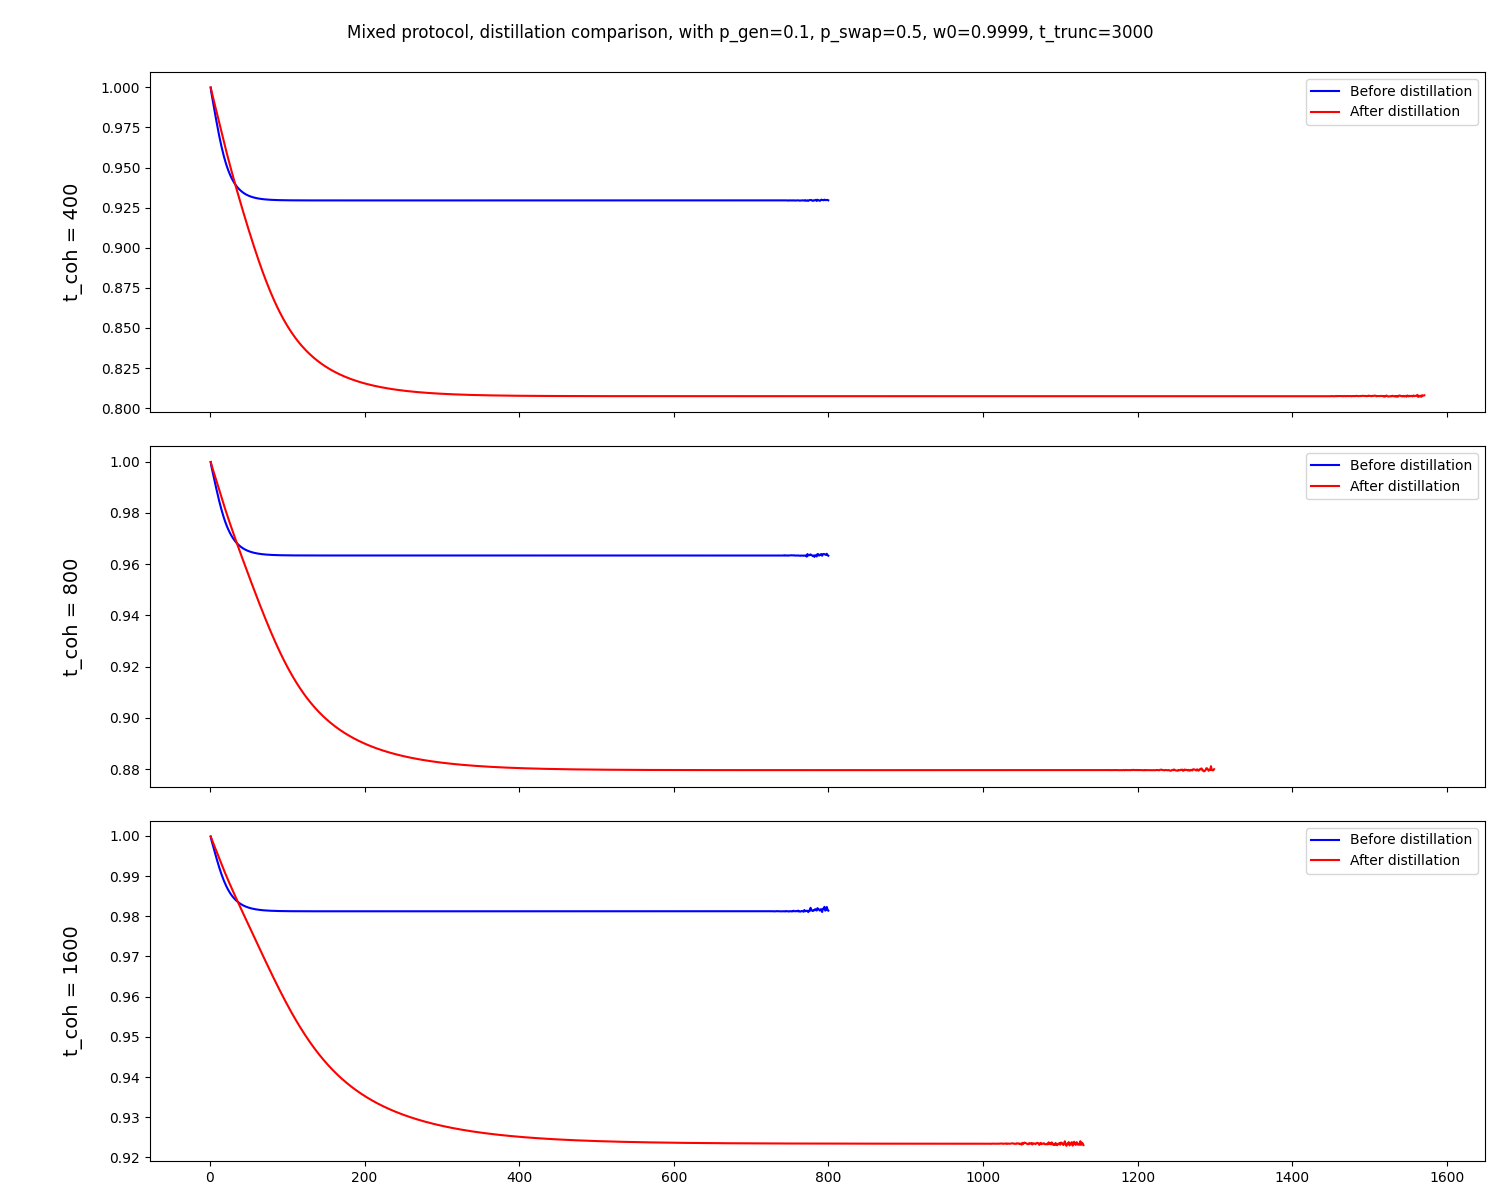 Mixed protocol, distillation comparison, with p_gen=0.1, p_swap=0.5, w0=0.9999, t_trunc=3000
t_coh = 400
1.000
0.975
0.950
0.925
0.900
0.875
0.850
0.825
0.800
Before distillation
After distillation
t_coh = 800
1.00
0.98
0.96
0.94
0.92
0.90
0.88
Before distillation
After distillation
t_coh = 1600
1.00
0.99
0.98
0.97
0.96
0.95
0.94
0.93
0.92
Before distillation
After distillation
0 200 400 600 800 1000 1200 1400 1600